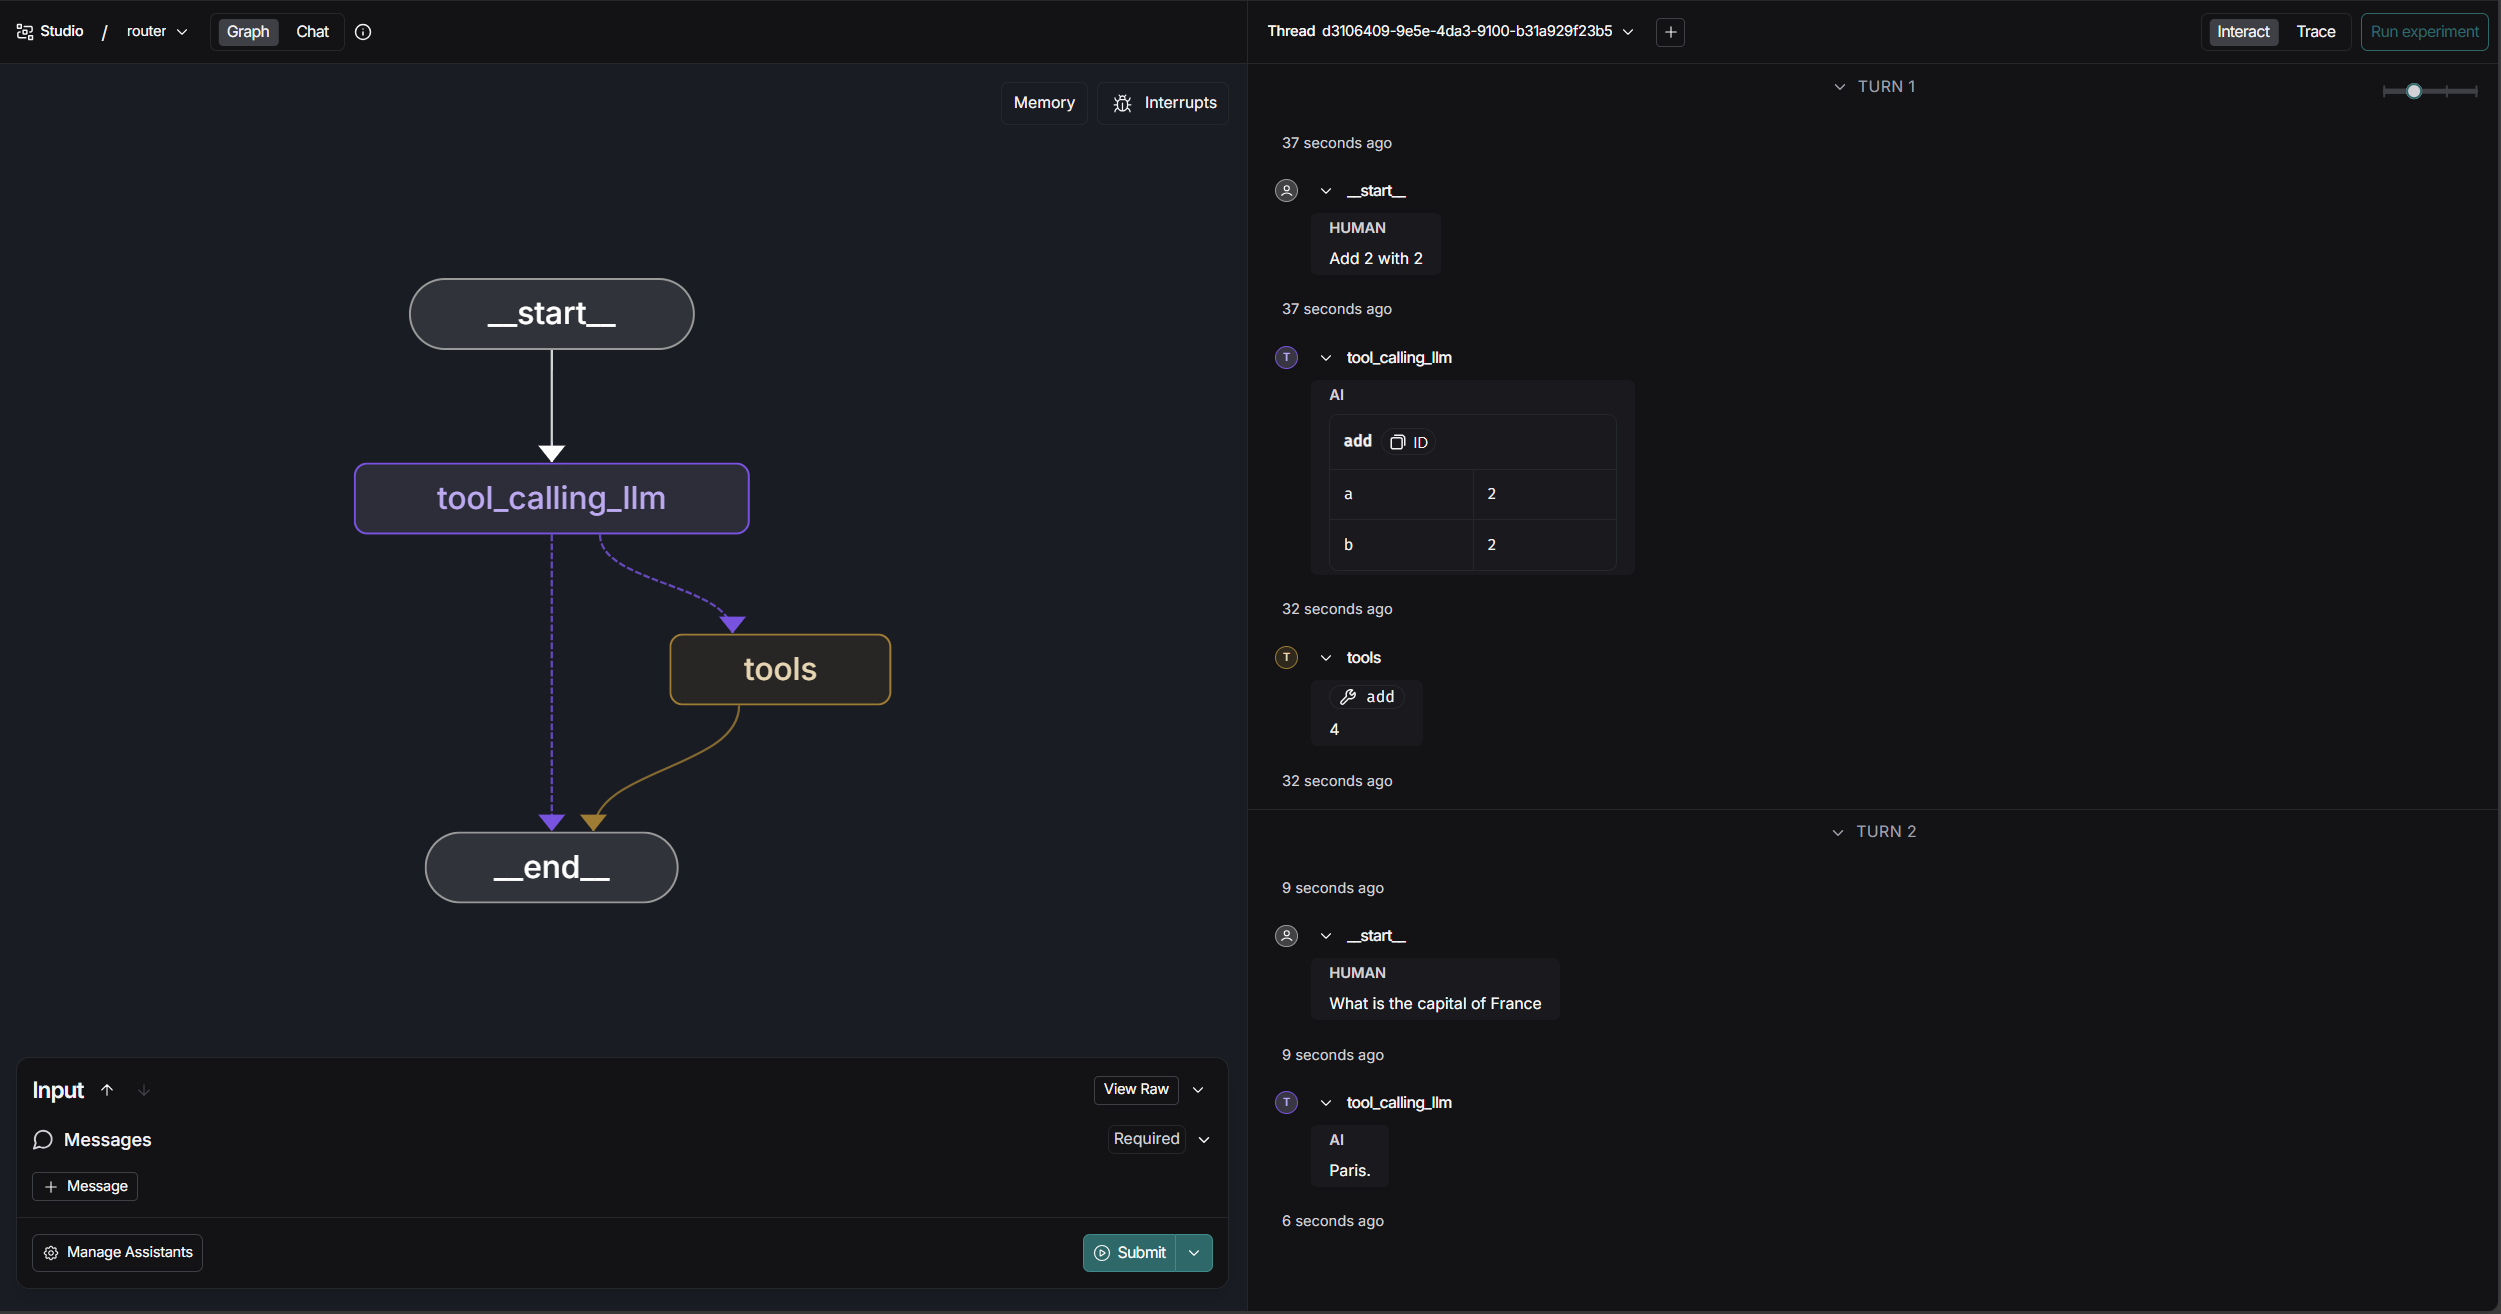 Studio / router
Graph Chat
Memory
Interrupts
__start__
tool_calling_llm
tools
__end__
Input
View Raw
Messages
Required
+ Message
Manage Assistants
Submit
Thread d3106409-9e5e-4da3-9100-b31a929f23b5
+
Interact Trace
Run experiment
TURN 1
37 seconds ago
__start__
HUMAN
Add 2 with 2
37 seconds ago
T tool_calling_llm
AI
add ID
a 2
b 2
32 seconds ago
T tools
add
4
32 seconds ago
TURN 2
9 seconds ago
__start__
HUMAN
What is the capital of France
9 seconds ago
T tool_calling_llm
AI
Paris.
6 seconds ago